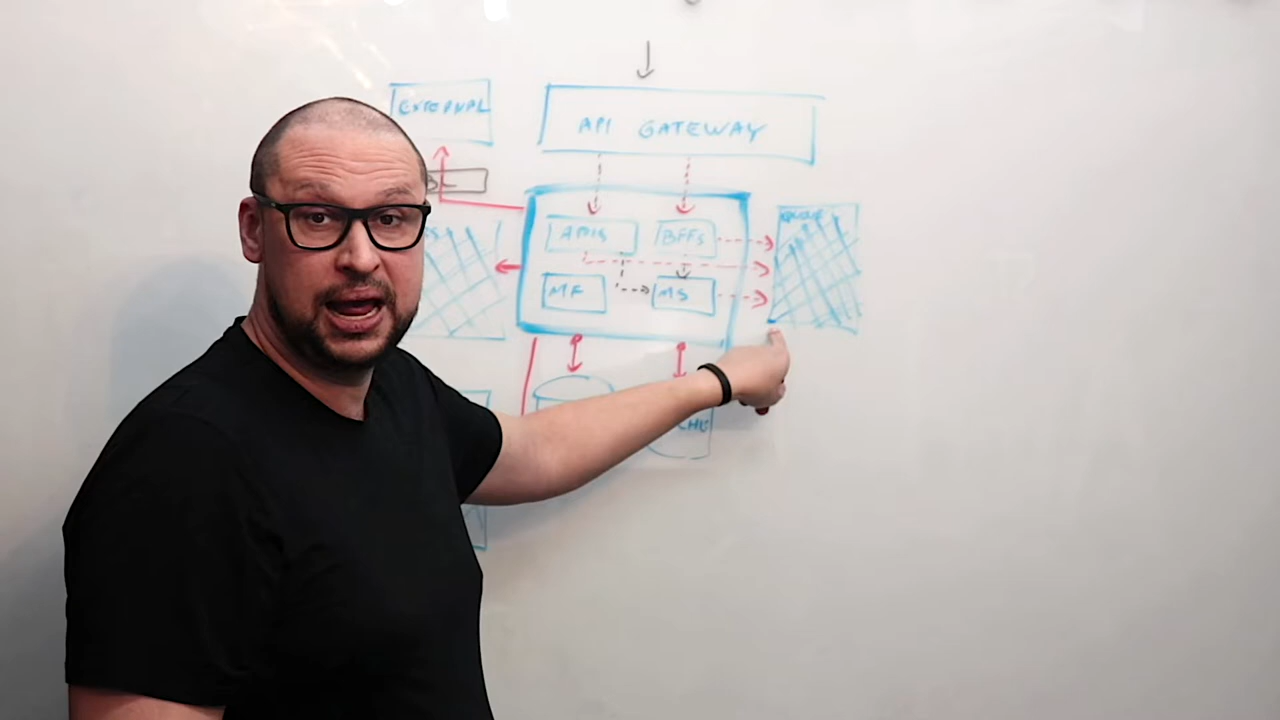 EXTERNAL
API GATEWAY
APIS
BFFs
MF
MS